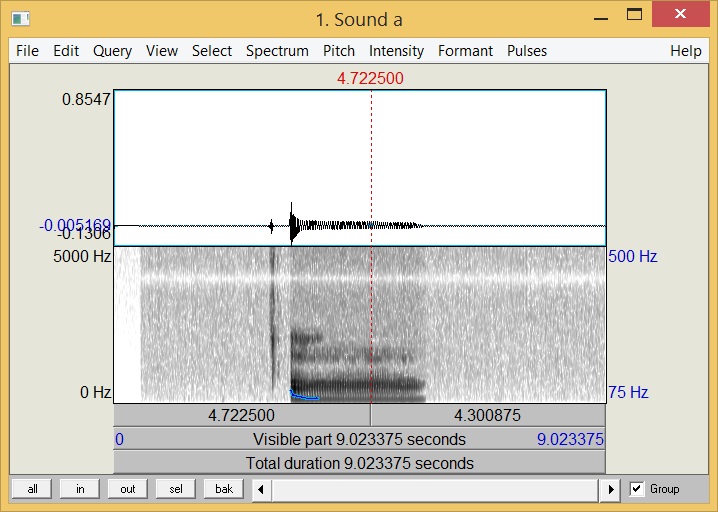 1. Sound a
File Edit Query View Select Spectrum Pitch Intensity Formant Pulses Help
4.722500
0.8547
-0.005169
-0.1306
5000 Hz 500 Hz
0 Hz 75 Hz
4.722500 4.300875
0 Visible part 9.023375 seconds 9.023375
Total duration 9.023375 seconds
all in out sel bak Group